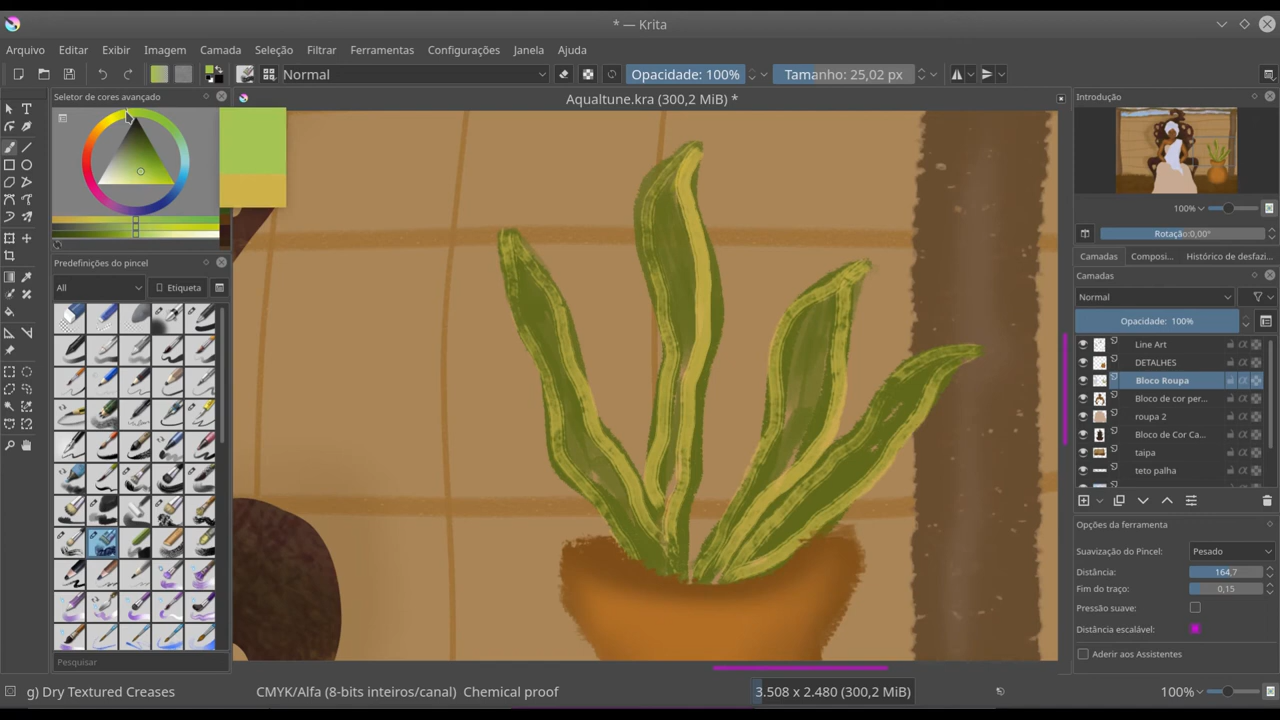 * — Krita
Arquivo Editar Exibir Imagem Camada Seleção Filtrar Ferramentas Configurações Janela Ajuda
Normal Opacidade: 100% Tamanho: 25,02 px
Seletor de cores avançado
Aqualtune.kra (300,2 MiB) *
Introdução
100%
Rotação:0,00°
Camadas Composi... Histórico de desfazi...
Camadas
Normal
Opacidade: 100%
Line Art
DETALHES
Bloco Roupa
Bloco de cor per...
roupa 2
Bloco de Cor Ca...
taipa
teto palha
Predefinições do pincel
All Etiqueta
Pesquisar
Opções da ferramenta
Suavização do Pincel: Pesado
Distância: 164,7
Fim do traço: 0,15
Pressão suave:
Distância escalável:
Aderir aos Assistentes
g) Dry Textured Creases CMYK/Alfa (8-bits inteiros/canal) Chemical proof 3.508 x 2.480 (300,2 MiB) 100%